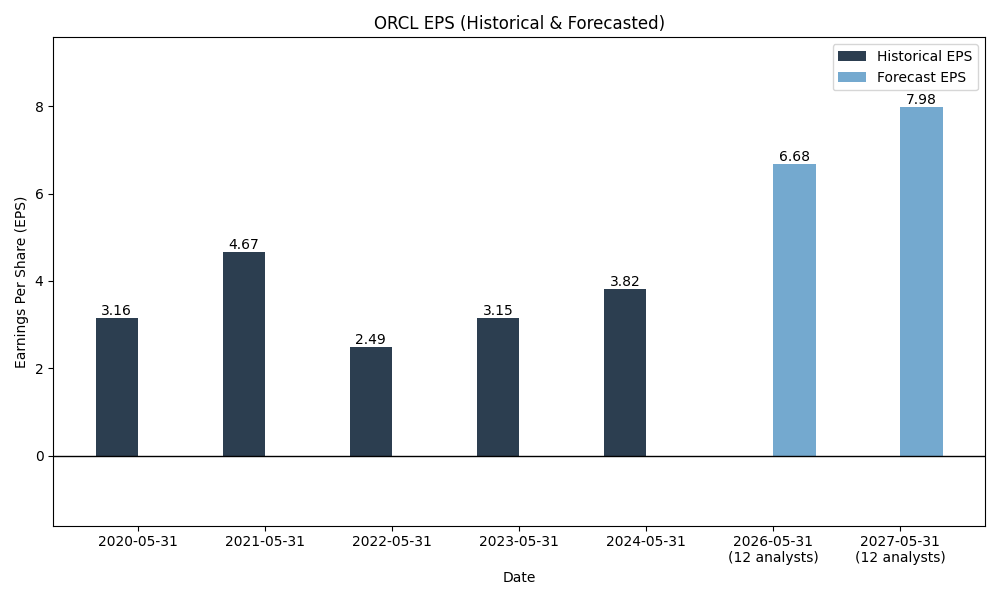 ORCL EPS (Historical & Forecasted)
Historical EPS
Forecast EPS
Earnings Per Share (EPS)
8
6
4
2
0
3.16
4.67
2.49
3.15
3.82
6.68
7.98
2020-05-31
2021-05-31
2022-05-31
2023-05-31
2024-05-31
2026-05-31
(12 analysts)
2027-05-31
(12 analysts)
Date